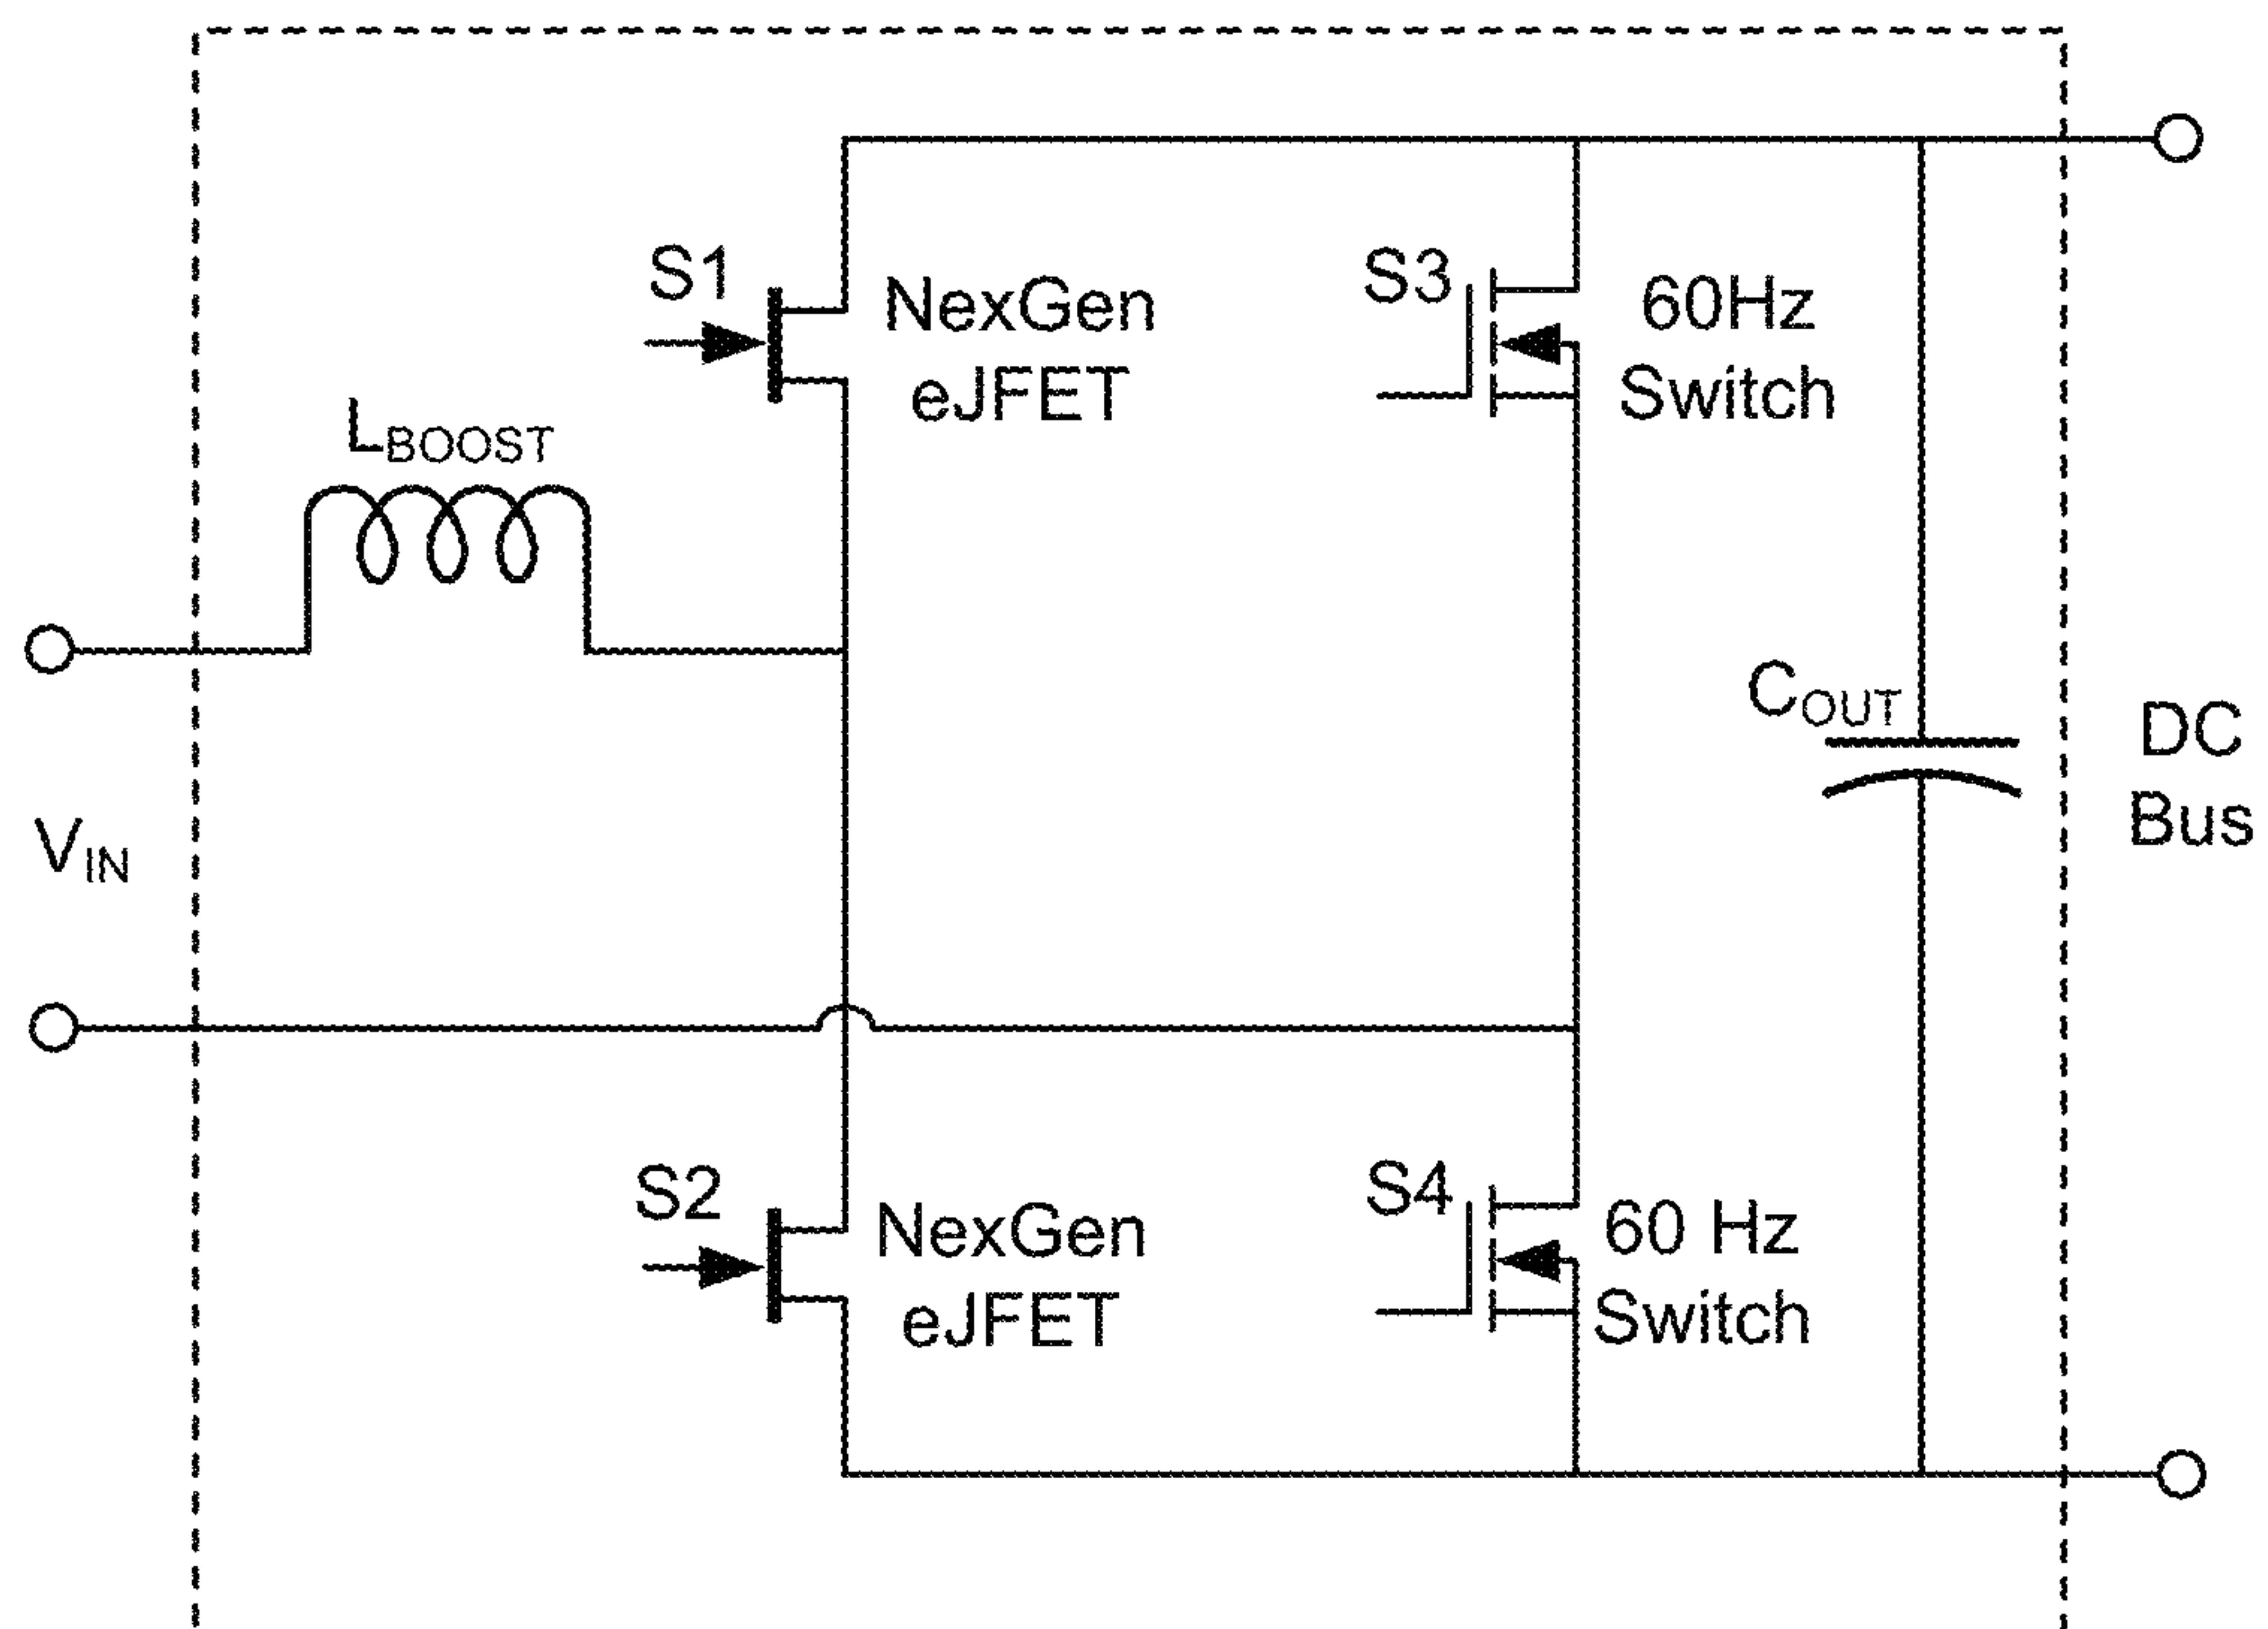 S1
NexGen
eJFET
S3
60Hz
Switch
LBOOST
COUT
DC
Bus
VIN
S2
NexGen
eJFET
S4
60 Hz
Switch